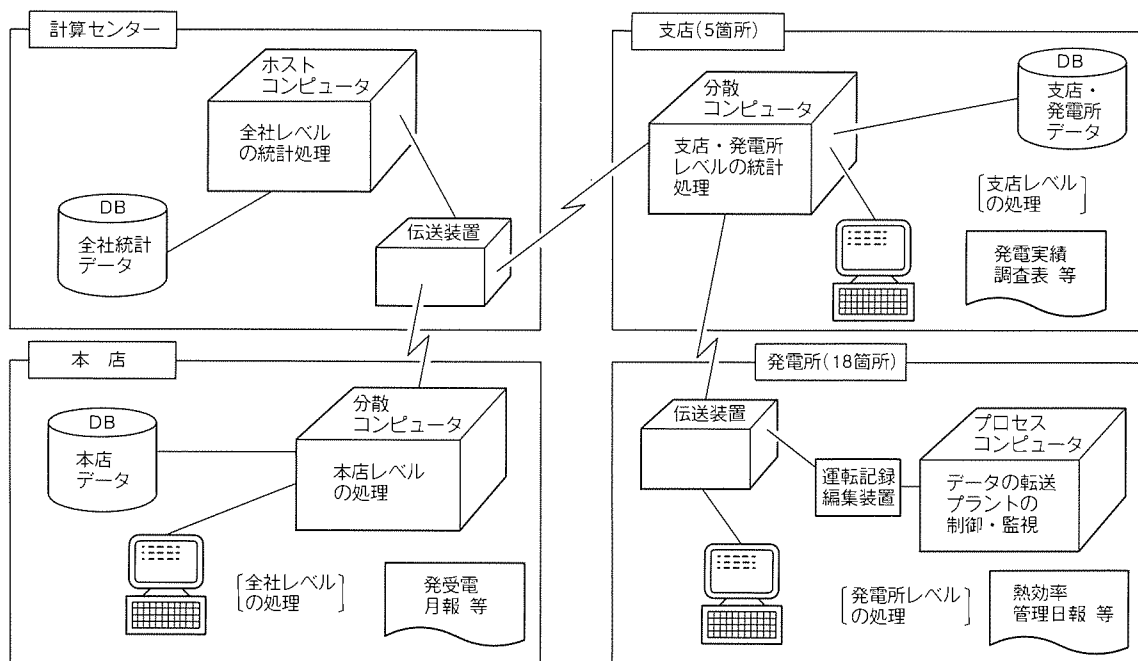 計算センター
ホスト
コンピュータ
全社レベル
の統計処理
DB
全社統計
データ
伝送装置
支店(5箇所)
分散
コンピュータ
支店・発電所
レベルの統計
処理
DB
支店・
発電所
データ
〔支店レベル〕
の処理
発電実績
調査表 等
本 店
DB
本店
データ
分散
コンピュータ
本店レベル
の処理
〔全社レベル〕
の処理
発受電
月報 等
発電所(18箇所)
伝送装置
運転記録
編集装置
プロセス
コンピュータ
データの転送
プラントの
制御・監視
〔発電所レベル〕
の処理
熱効率
管理日報 等